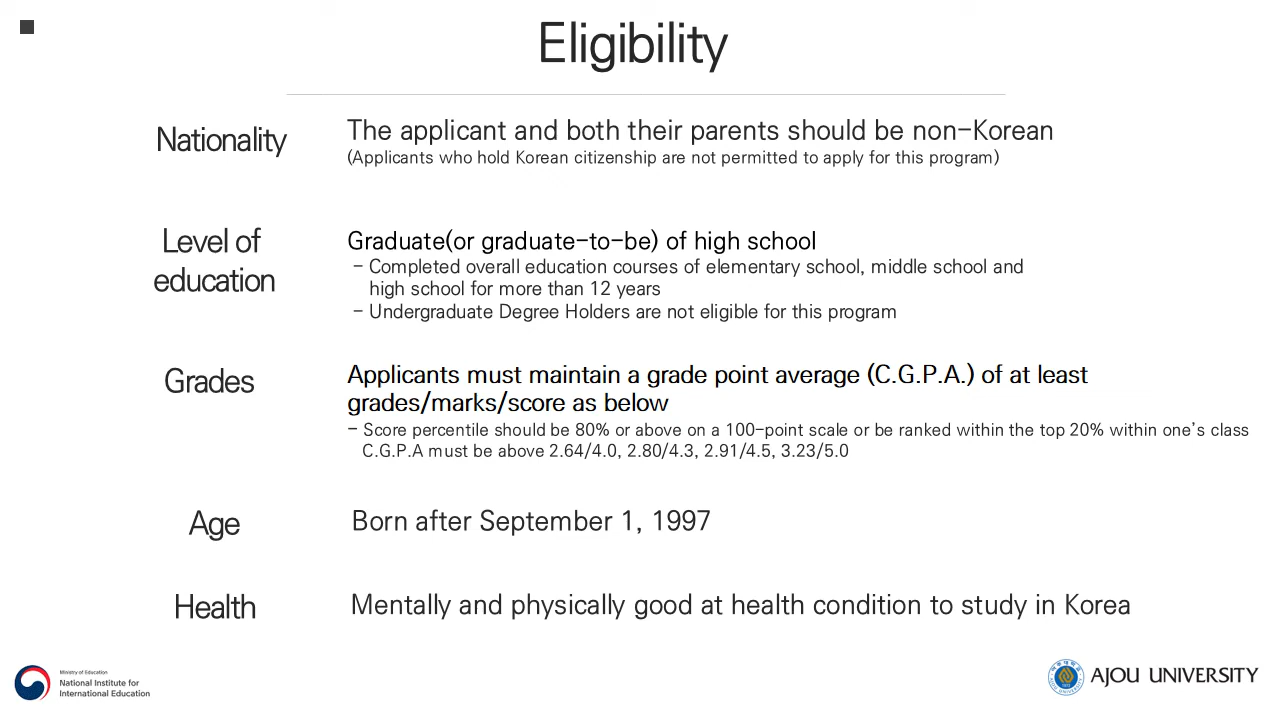 Eligibility
Nationality
The applicant and both their parents should be non-Korean
(Applicants who hold Korean citizenship are not permitted to apply for this program)
Level of
education
Graduate(or graduate-to-be) of high school
- Completed overall education courses of elementary school, middle school and
high school for more than 12 years
- Undergraduate Degree Holders are not eligible for this program
Grades
Applicants must maintain a grade point average (C.G.P.A.) of at least
grades/marks/score as below
- Score percentile should be 80% or above on a 100-point scale or be ranked within the top 20% within one's class
C.G.P.A must be above 2.64/4.0, 2.80/4.3, 2.91/4.5, 3.23/5.0
Age
Born after September 1, 1997
Health
Mentally and physically good at health condition to study in Korea
Ministry of Education
National Institute for
International Education
AJOU UNIVERSITY